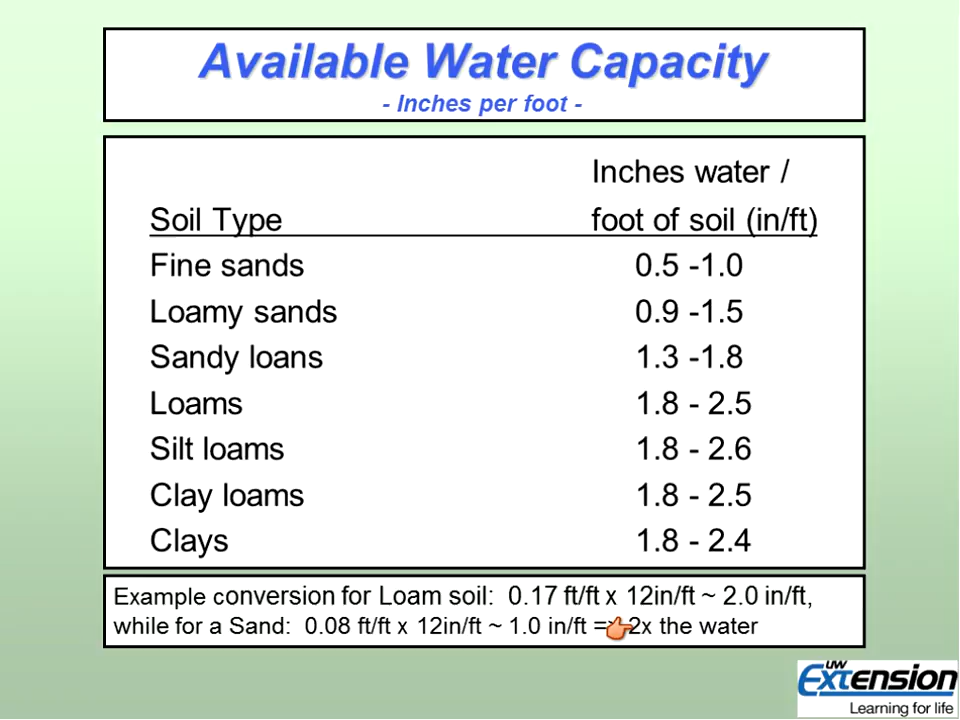 Available Water Capacity
- Inches per foot -
Inches water /
Soil Type foot of soil (in/ft)
Fine sands 0.5 -1.0
Loamy sands 0.9 -1.5
Sandy loans 1.3 -1.8
Loams 1.8 - 2.5
Silt loams 1.8 - 2.6
Clay loams 1.8 - 2.5
Clays 1.8 - 2.4
Example conversion for Loam soil: 0.17 ft/ft x 12in/ft ~ 2.0 in/ft,
while for a Sand: 0.08 ft/ft x 12in/ft ~ 1.0 in/ft => 2x the water
UW
Extension
Learning for life